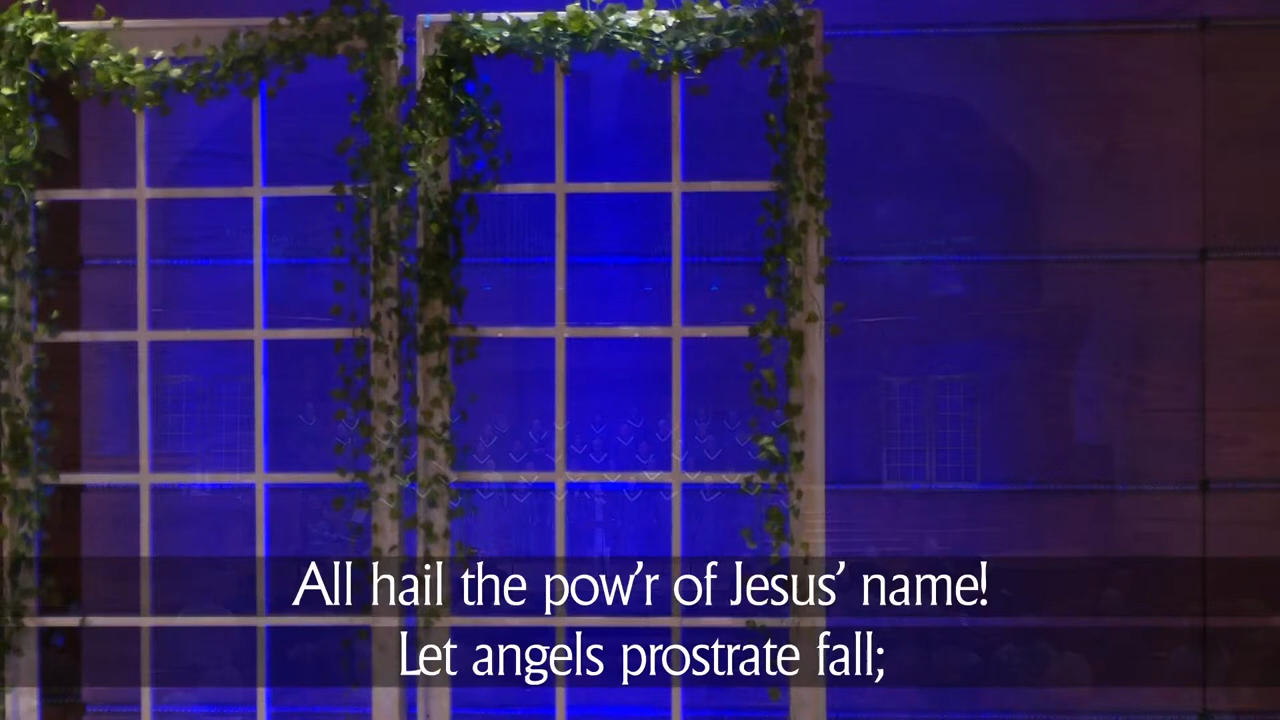 All hail the pow’r of Jesus’ name!
Let angels prostrate fall;